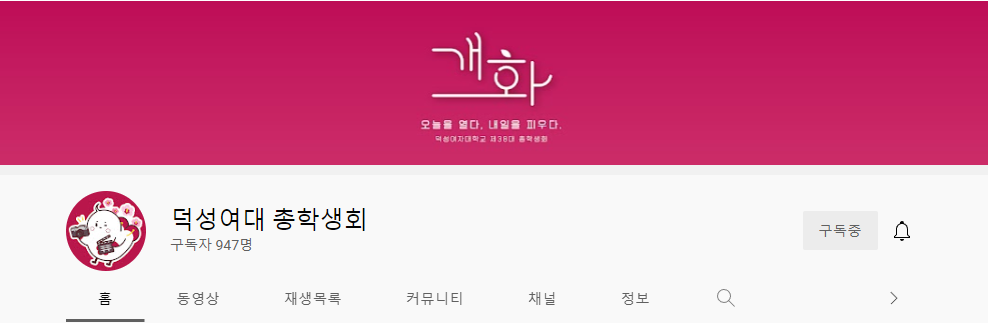 개화
오늘을 열다, 내일을 피우다.
덕성여자대학교 제38대 총학생회
덕성여대 총학생회
구독자 947명
구독중
홈 동영상 재생목록 커뮤니티 채널 정보